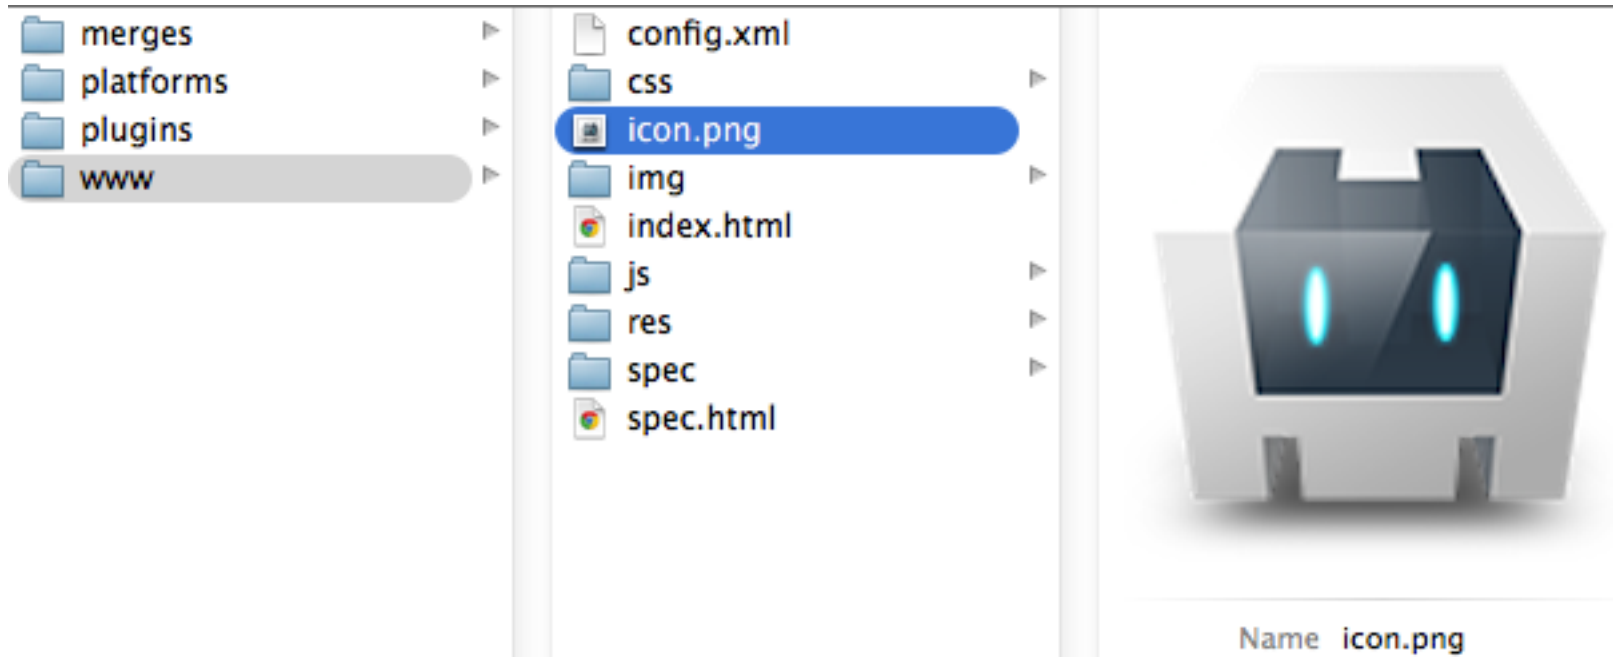 merges
platforms
plugins
www
config.xml
css
icon.png
img
index.html
js
res
spec
spec.html
Name icon.png